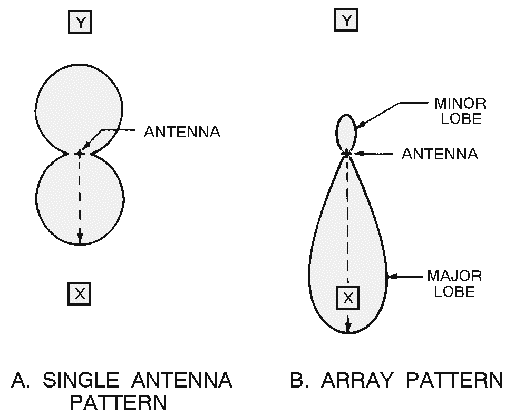 Y
ANTENNA
X
A. SINGLE ANTENNA
PATTERN
Y
MINOR
LOBE
ANTENNA
MAJOR
LOBE
X
B. ARRAY PATTERN